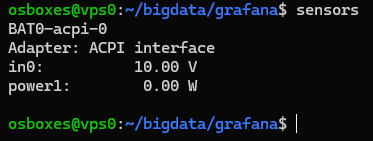 osboxes@vps0:~/bigdata/grafana$ sensors
BAT0-acpi-0
Adapter: ACPI interface
in0:          10.00 V
power1:        0.00 W

osboxes@vps0:~/bigdata/grafana$